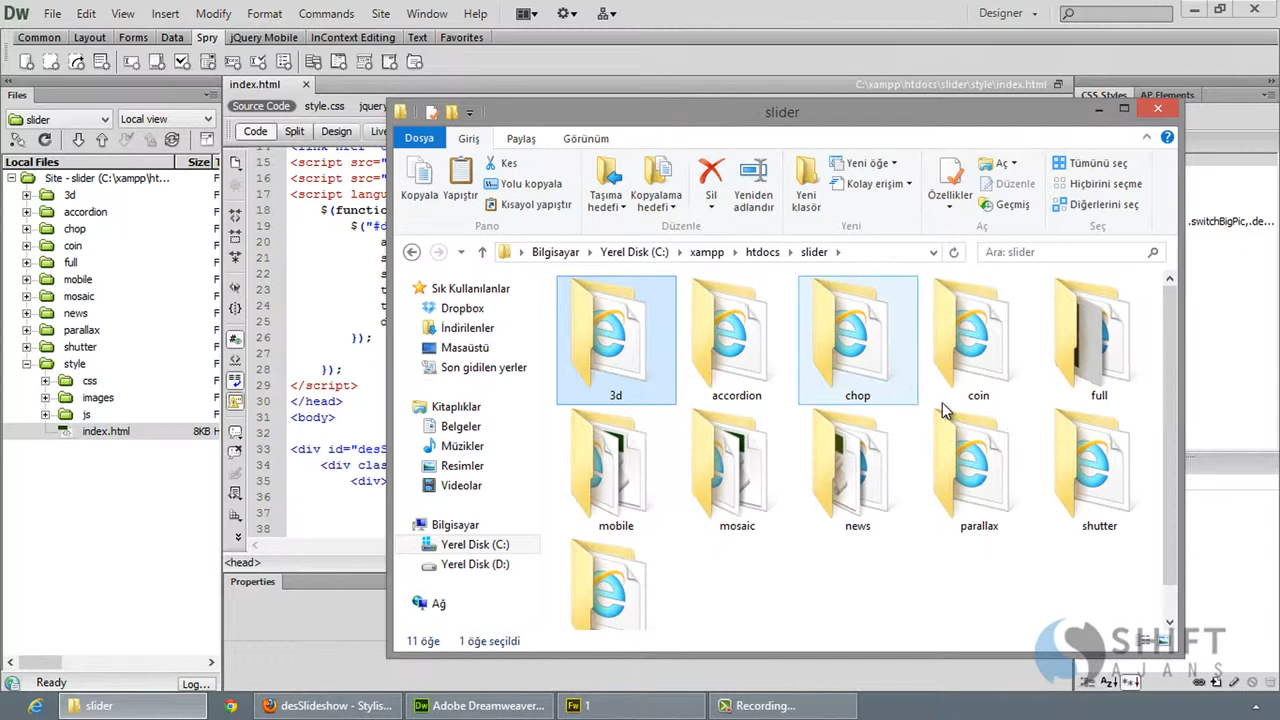 Dw File Edit View Insert Modify Format Commands Site Window Help Designer
Common Layout Forms Data Spry jQuery Mobile InContext Editing Text Favorites
index.html C:\xampp\htdocs\slider\style\index.html
Files CSS Styles AP Elements
Source Code style.css jquery
slider Local view
Code Split Design Live
Local Files Size
Site - slider (C:\xampp\ht...
3d F
accordion F
chop F
coin F
full F
mobile F
mosaic F
news F
parallax F
shutter F
style F
css F
images F
js F
index.html 8KB F
15 <script src="
16 <script src="
17 <script langu
18 $(functi
19 $("#d
20 a
21 s
22 s
23 t
24 t
25 d
26 });
27
28 });
29 </script>
30 </head>
31 <body>
32
33 <div id="desS
34 <div clas
35 <div>
36
37
38
<head>
Properties
slider
Dosya Giriş Paylaş Görünüm
Kopyala Yapıştır Kes
Yolu kopyala
Kısayol yapıştır
Pano
Taşıma hedefi Kopyalama hedefi Sil Yeniden adlandır
Düzenle
Yeni klasör Yeni öğe
Kolay erişim
Yeni
Özellikler Aç
Düzenle
Geçmiş
Aç
Tümünü seç
Hiçbirini seçme
Diğerlerini seç
Seç
Bilgisayar Yerel Disk (C:) xampp htdocs slider Ara: slider
Sık Kullanılanlar
Dropbox
İndirilenler
Masaüstü
Son gidilen yerler
Kitaplıklar
Belgeler
Müzikler
Resimler
Videolar
Bilgisayar
Yerel Disk (C:)
Yerel Disk (D:)
Ağ
3d accordion chop coin full
mobile mosaic news parallax shutter
11 öğe 1 öğe seçildi
.switchBigPic,.de...
SHIFT
AJANS
Ready Log...
slider desSlideshow - Stylis... Adobe Dreamweaver... 1 Recording...